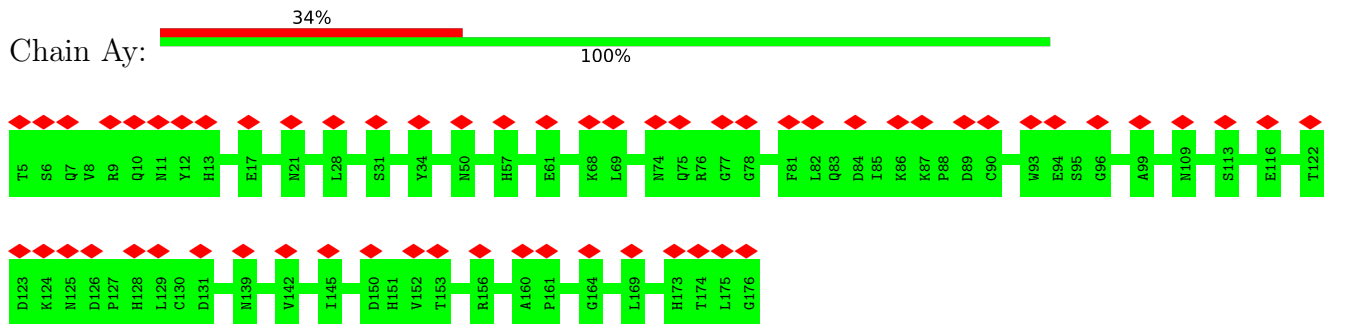 34%
Chain Ay:
100%
T5 S6 Q7 V8 R9 Q10 N11 Y12 H13 E17 N21 L28 S31 Y34 N50 H57 E61 K68 L69 N74 Q75 R76 G77 G78 F81 L82 Q83 D84 I85 K86 K87 P88 D89 C90 W93 E94 S95 G96 A99 N109 S113 E116 T122
D123 K124 N125 D126 P127 H128 L129 C130 D131 N139 V142 I145 D150 H151 V152 T153 R156 A160 P161 G164 L169 H173 T174 L175 G176